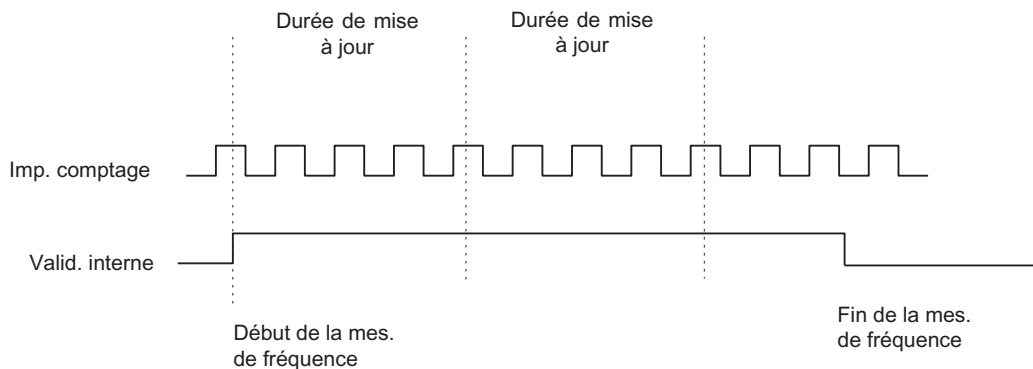 Durée de mise
à jour
Durée de mise
à jour
Imp. comptage
Valid. interne
Début de la mes.
de fréquence
Fin de la mes.
de fréquence